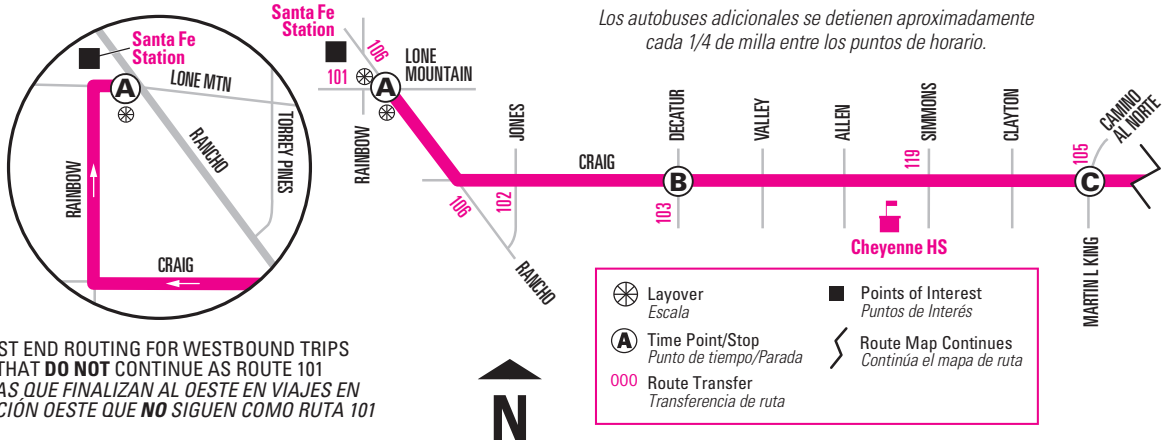 Santa Fe
Station
A
LONE MTN
RANCHO
TORREY PINES
RAINBOW
CRAIG
ST END ROUTING FOR WESTBOUND TRIPS
THAT DO NOT CONTINUE AS ROUTE 101
AS QUE FINALIZAN AL OESTE EN VIAJES EN
CIÓN OESTE QUE NO SIGUEN COMO RUTA 101
Los autobuses adicionales se detienen aproximadamente
cada 1/4 de milla entre los puntos de horario.
Santa Fe
Station
106
101
A
LONE
MOUNTAIN
RAINBOW
106
RANCHO
JONES
102
CRAIG
DECATUR
B
103
VALLEY
ALLEN
SIMMONS
119
Cheyenne HS
CLAYTON
CAMINO
AL NORTE
105
C
MARTIN L KING
N
Layover
Escala
A Time Point/Stop
Punto de tiempo/Parada
000 Route Transfer
Transferencia de ruta
Points of Interest
Puntos de Interés
Route Map Continues
Continúa el mapa de ruta